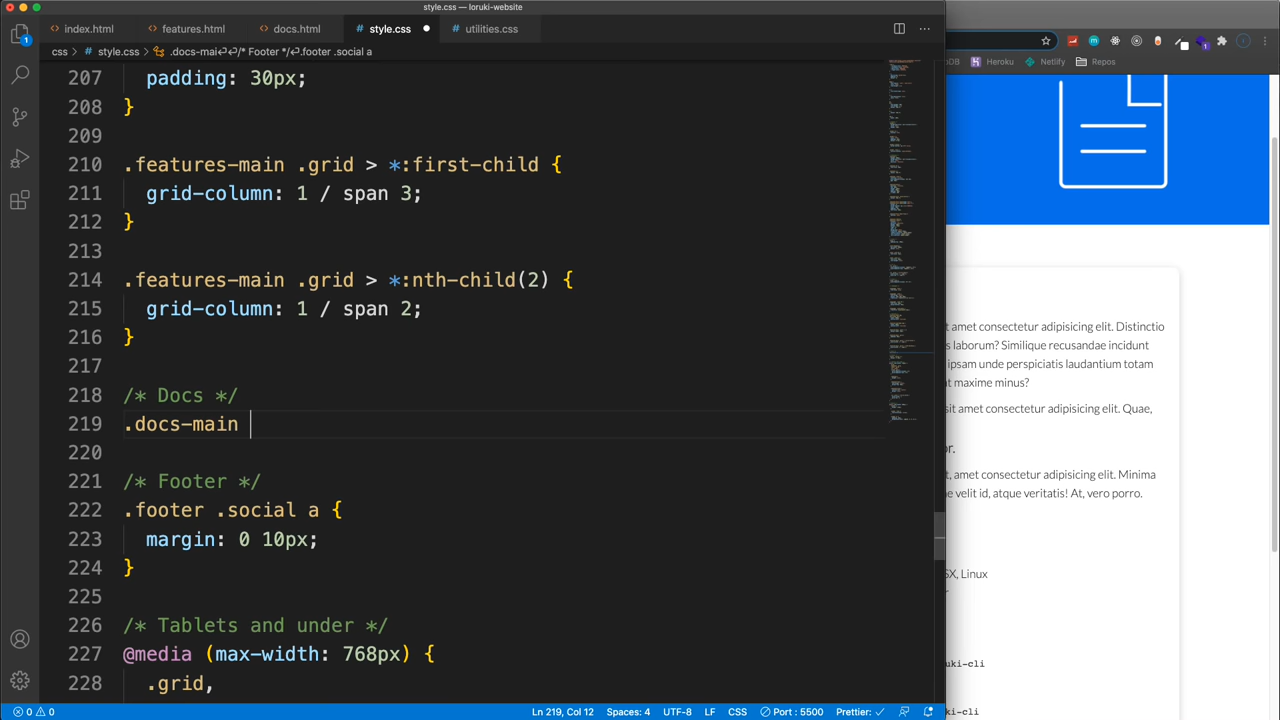 style.css — loruki-website
index.html
features.html
docs.html
# style.css
# utilities.css
css > # style.css > .docs-mai↩↩/* Footer */↩.footer .social a
DB Heroku Netlify Repos
207 padding: 30px;
208 }
209
210 .features-main .grid > *:first-child {
211 grid-column: 1 / span 3;
212 }
213
214 .features-main .grid > *:nth-child(2) {
215 grid-column: 1 / span 2;
216 }
217
218 /* Docs */
219 .docs-main
220
221 /* Footer */
222 .footer .social a {
223 margin: 0 10px;
224 }
225
226 /* Tablets and under */
227 @media (max-width: 768px) {
228 .grid,
amet consectetur adipisicing elit. Distinctio
laborum? Similique recusandae incidunt
ipsam unde perspiciatis laudantium totam
maxime minus?
amet consectetur adipisicing elit. Quae,
or.
amet consectetur adipisicing elit. Minima
velit id, atque veritatis! At, vero porro.
SX, Linux
uki-cli
uki-cli
1
0 0 Ln 219, Col 12 Spaces: 4 UTF-8 LF CSS Port : 5500 Prettier: ✓